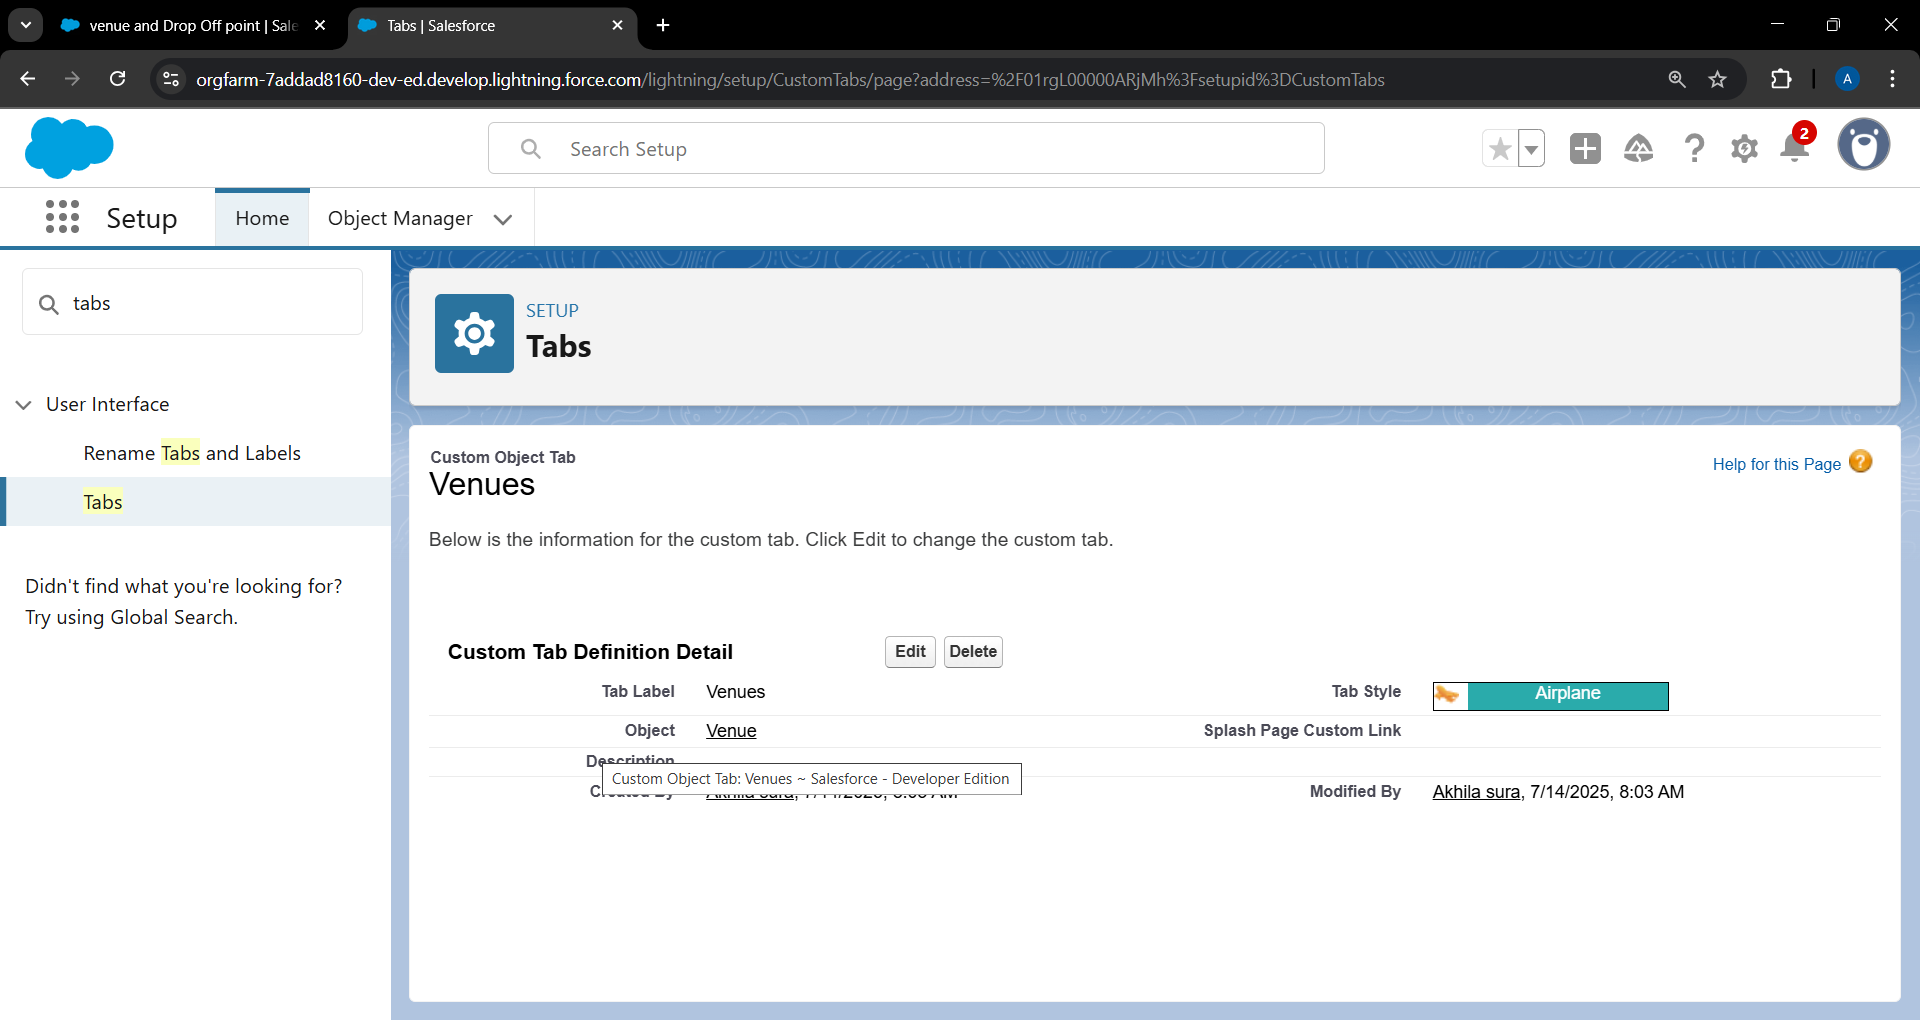 venue and Drop Off point | Sale
Tabs | Salesforce
orgfarm-7addad8160-dev-ed.develop.lightning.force.com/lightning/setup/CustomTabs/page?address=%2F01rgL00000ARjMh%3Fsetupid%3DCustomTabs
A
Search Setup
2
Setup
Home
Object Manager
tabs
User Interface
Rename Tabs and Labels
Tabs
Didn't find what you're looking for?
Try using Global Search.
SETUP
Tabs
Custom Object Tab
Venues
Help for this Page
Below is the information for the custom tab. Click Edit to change the custom tab.
Custom Tab Definition Detail
Edit
Delete
Tab Label Venues
Tab Style Airplane
Object Venue
Splash Page Custom Link
Description
Custom Object Tab: Venues ~ Salesforce - Developer Edition
Created By
Modified By Akhila sura, 7/14/2025, 8:03 AM